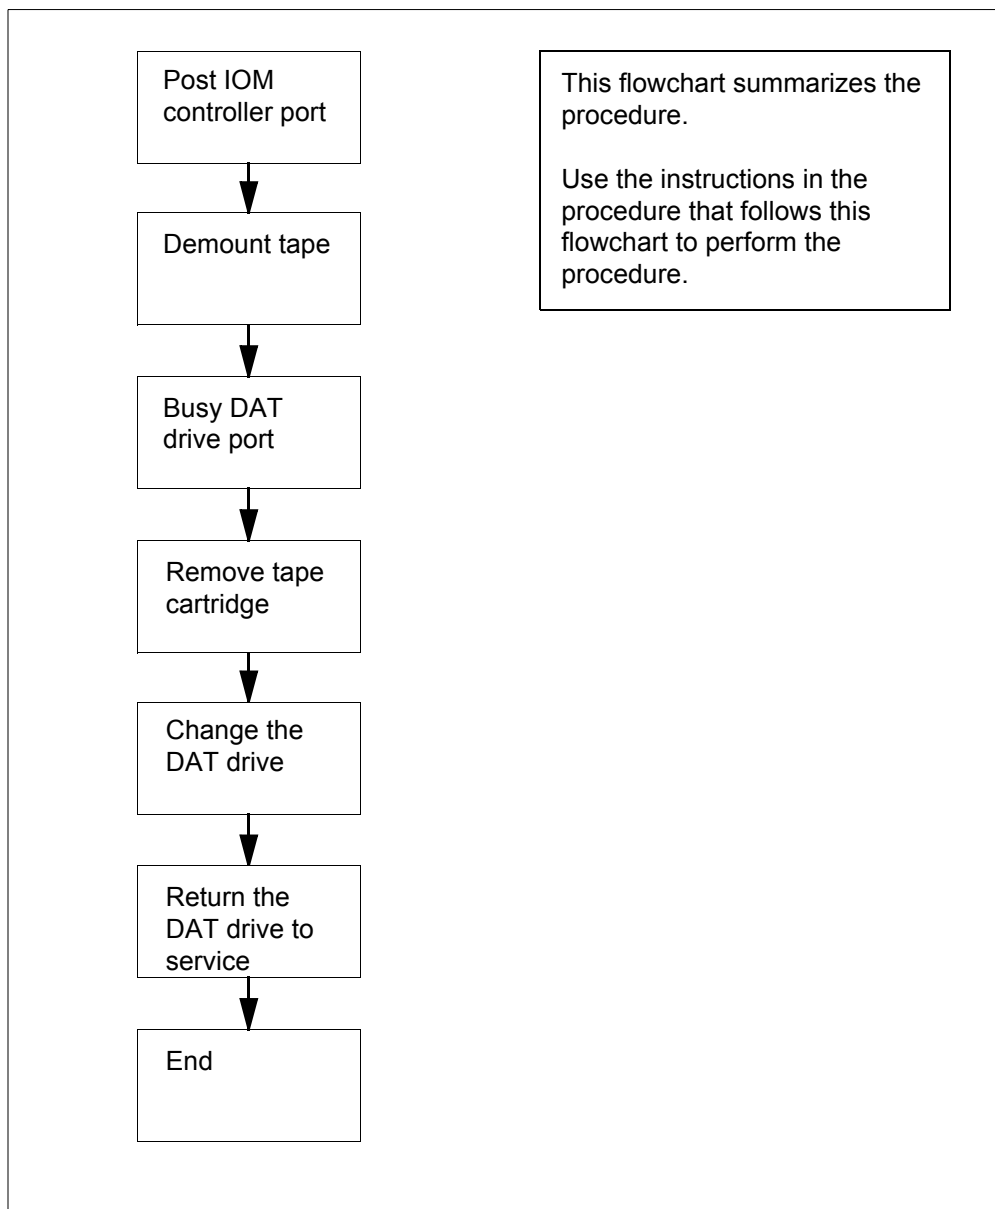 Post IOM
controller port
Demount tape
Busy DAT
drive port
Remove tape
cartridge
Change the
DAT drive
Return the
DAT drive to
service
End
This flowchart summarizes the
procedure.
Use the instructions in the
procedure that follows this
flowchart to perform the
procedure.